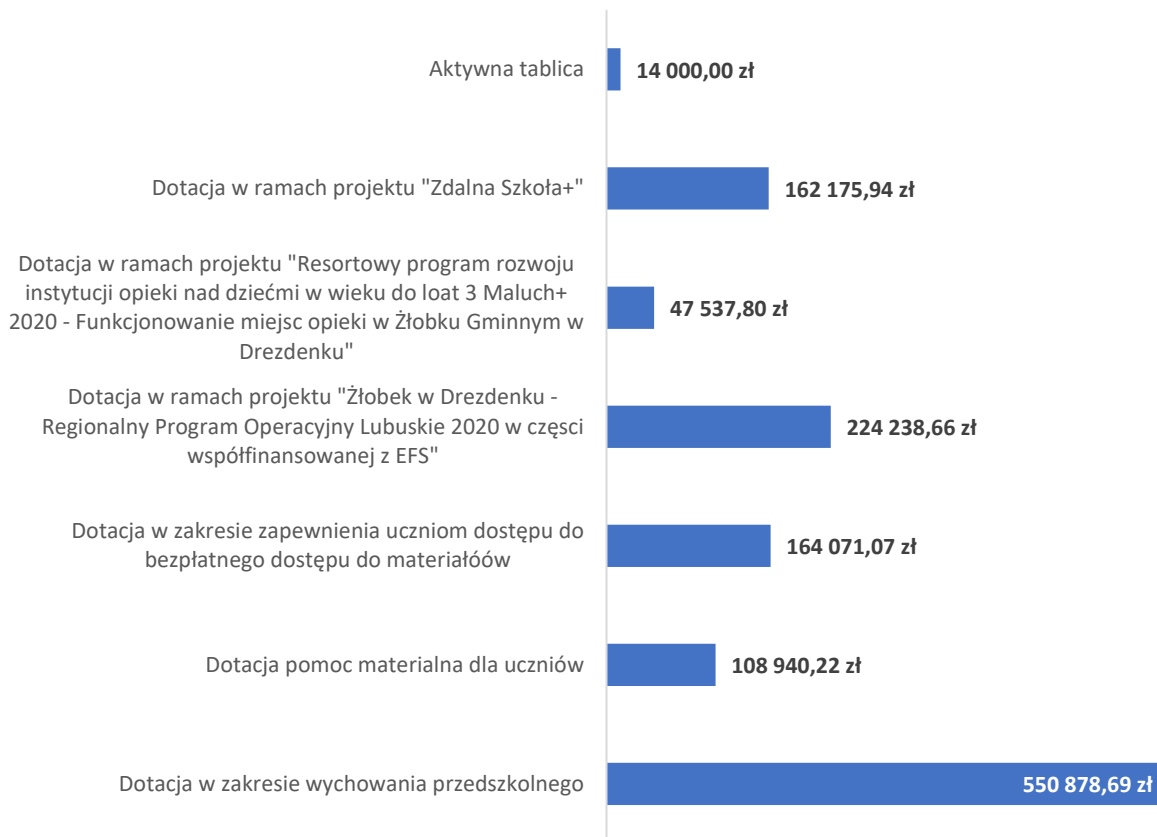 Aktywna tablica
14 000,00 zł
Dotacja w ramach projektu "Zdalna Szkoła+"
162 175,94 zł
Dotacja w ramach projektu "Resortowy program rozwoju
instytucji opieki nad dziećmi w wieku do loat 3 Maluch+
2020 - Funkcjonowanie miejsc opieki w Żłobku Gminnym w
Drezdenku"
47 537,80 zł
Dotacja w ramach projektu "Żłobek w Drezdenku -
Regionalny Program Operacyjny Lubuskie 2020 w częsci
współfinansowanej z EFS"
224 238,66 zł
Dotacja w zakresie zapewnienia uczniom dostępu do
bezpłatnego dostępu do materiałóów
164 071,07 zł
Dotacja pomoc materialna dla uczniów
108 940,22 zł
Dotacja w zakresie wychowania przedszkolnego
550 878,69 zł